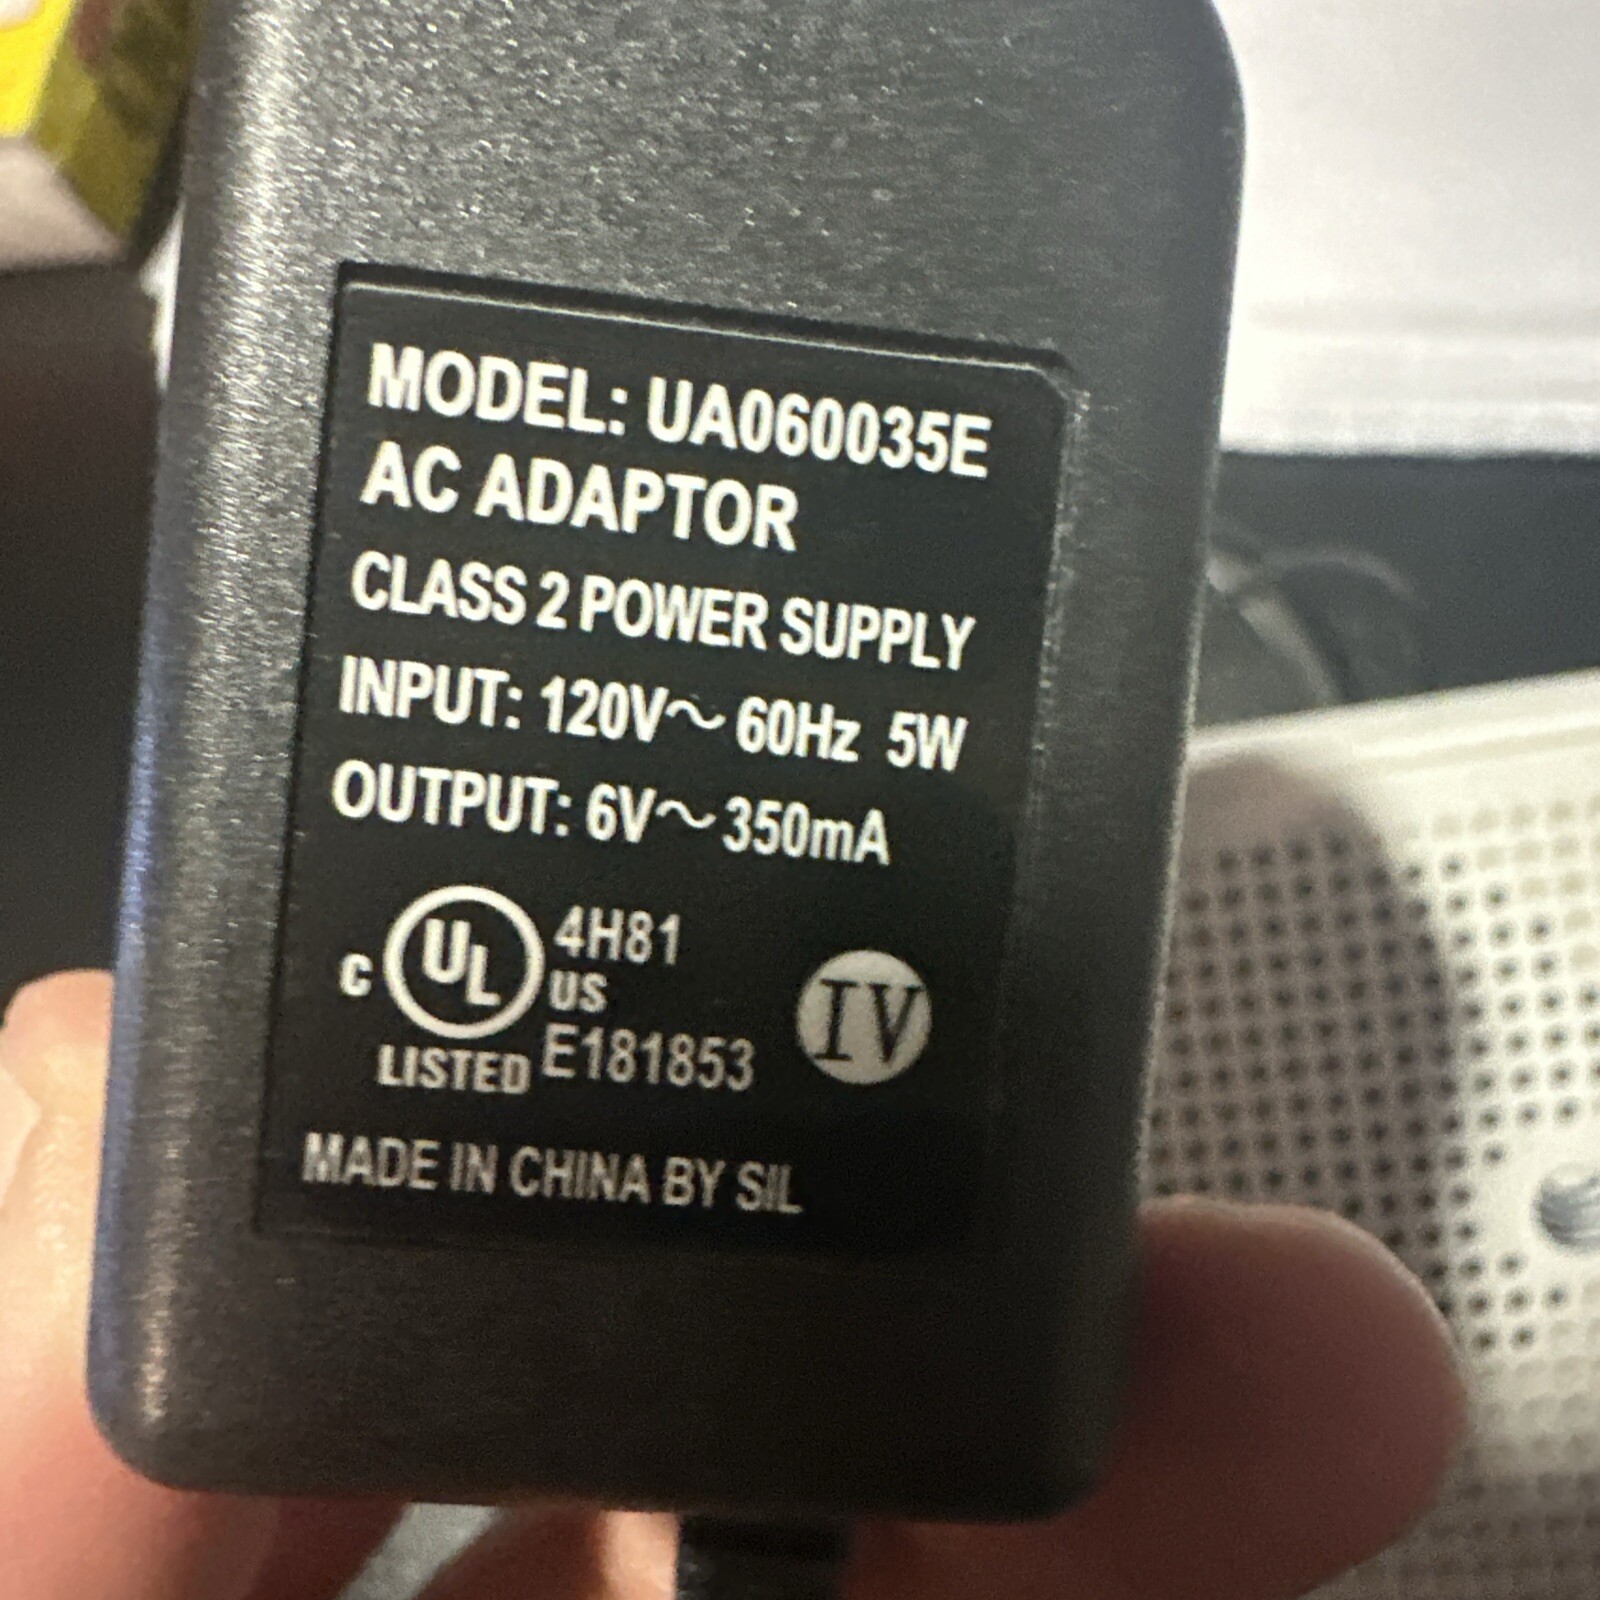 MODEL: UA060035E
AC ADAPTOR
CLASS 2 POWER SUPPLY
INPUT: 120V~ 60Hz 5W
OUTPUT: 6V~ 350mA
C UL US 4H81
LISTED E181853
IV
MADE IN CHINA BY SIL